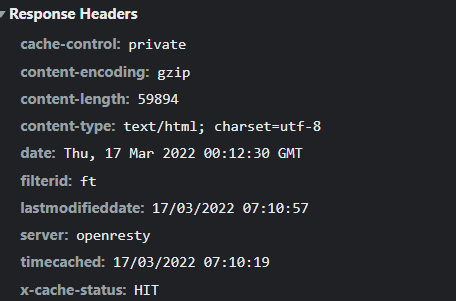 Response Headers
cache-control: private
content-encoding: gzip
content-length: 59894
content-type: text/html; charset=utf-8
date: Thu, 17 Mar 2022 00:12:30 GMT
filterid: ft
lastmodifieddate: 17/03/2022 07:10:57
server: openresty
timecached: 17/03/2022 07:10:19
x-cache-status: HIT